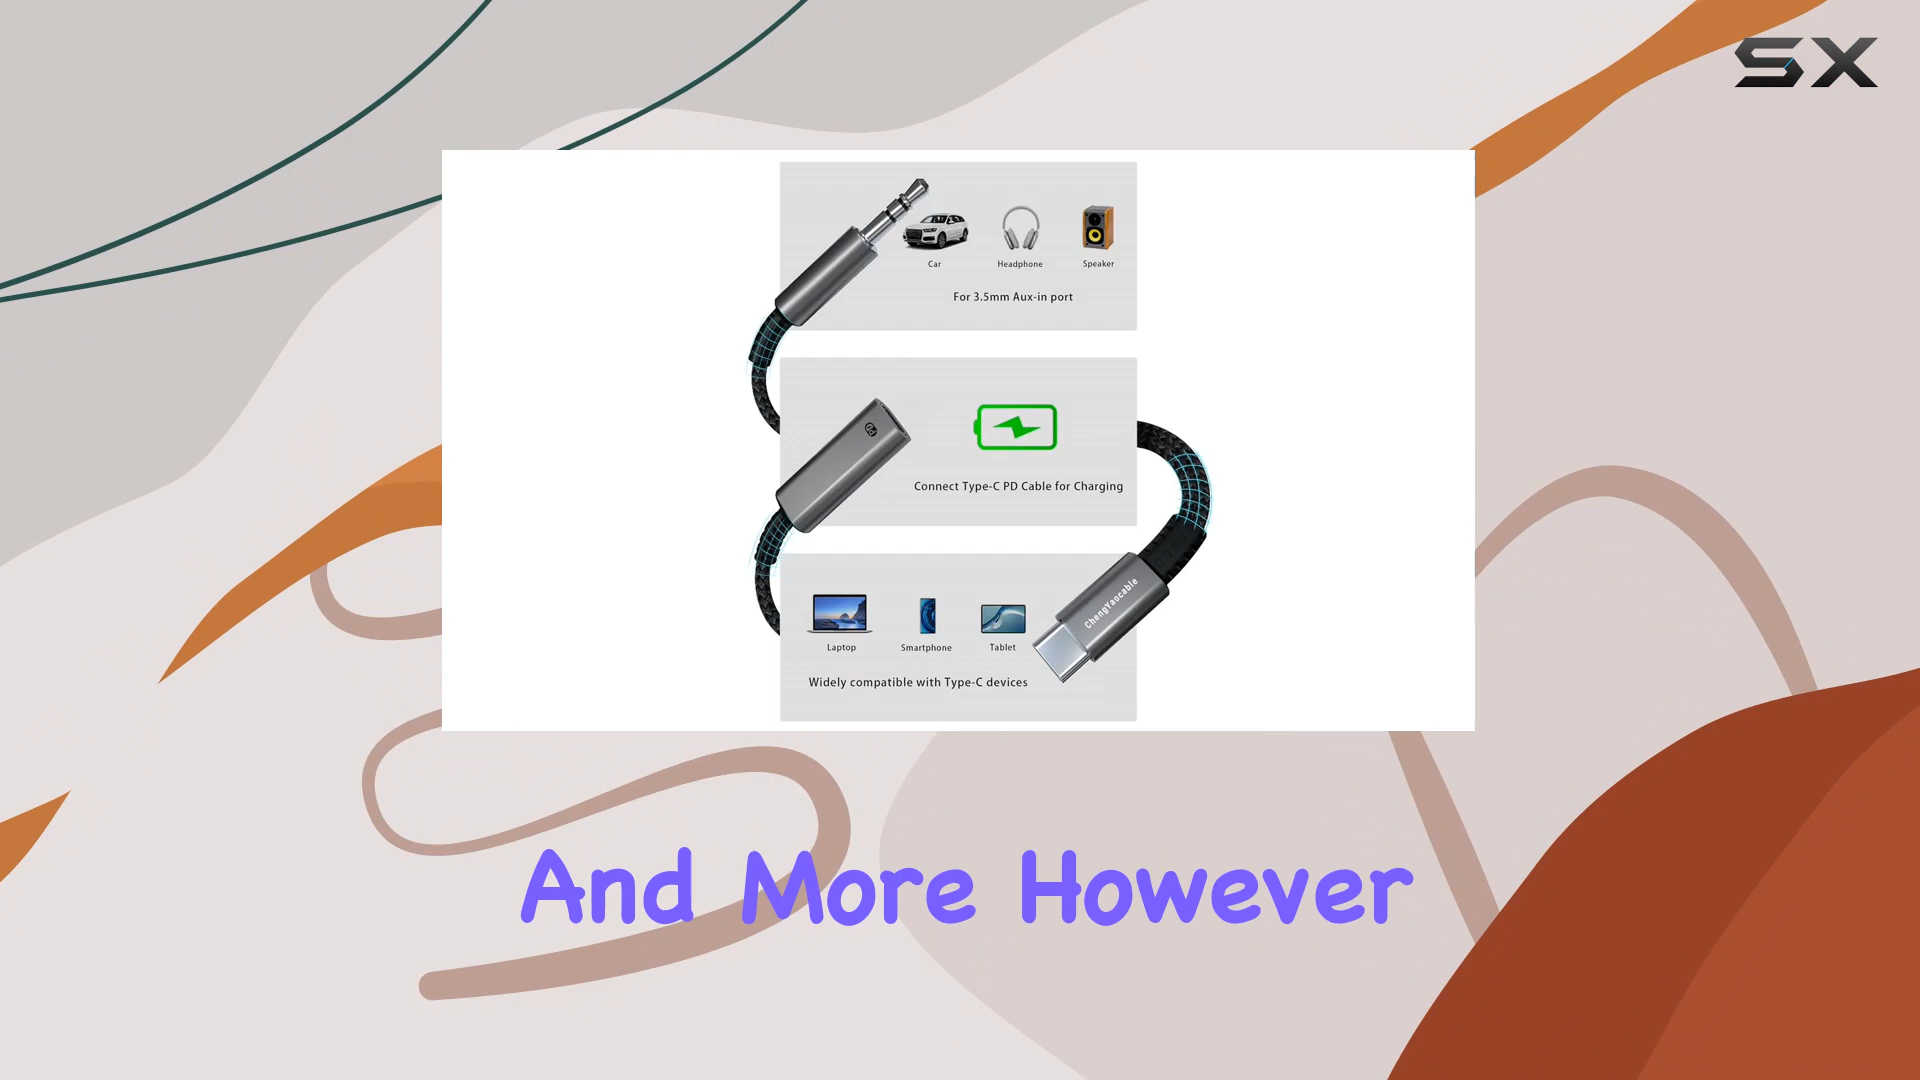 SX
Car Headphone Speaker
For 3.5mm Aux-in port
PD
Connect Type-C PD Cable for Charging
ChengYaocable
Laptop Smartphone Tablet
Widely compatible with Type-C devices
And More However